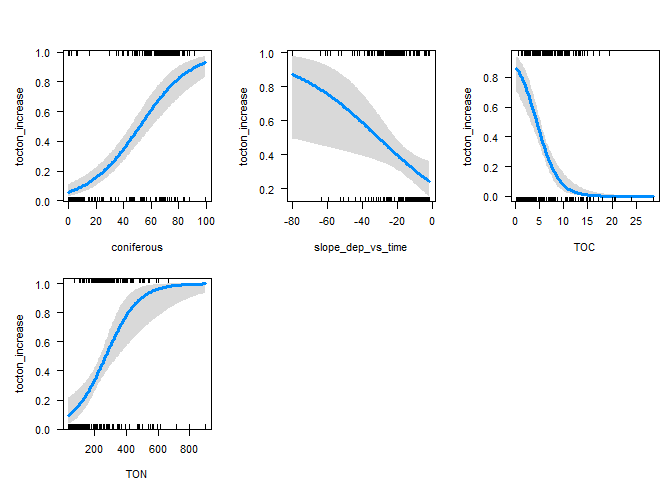 tocton_increase
1.0
0.8
0.6
0.4
0.2
0.0
0 20 40 60 80 100
coniferous
tocton_increase
1.0
0.8
0.6
0.4
0.2
-80 -60 -40 -20 0
slope_dep_vs_time
tocton_increase
0.8
0.6
0.4
0.2
0.0
0 5 10 15 20 25
TOC
tocton_increase
1.0
0.8
0.6
0.4
0.2
0.0
200 400 600 800
TON